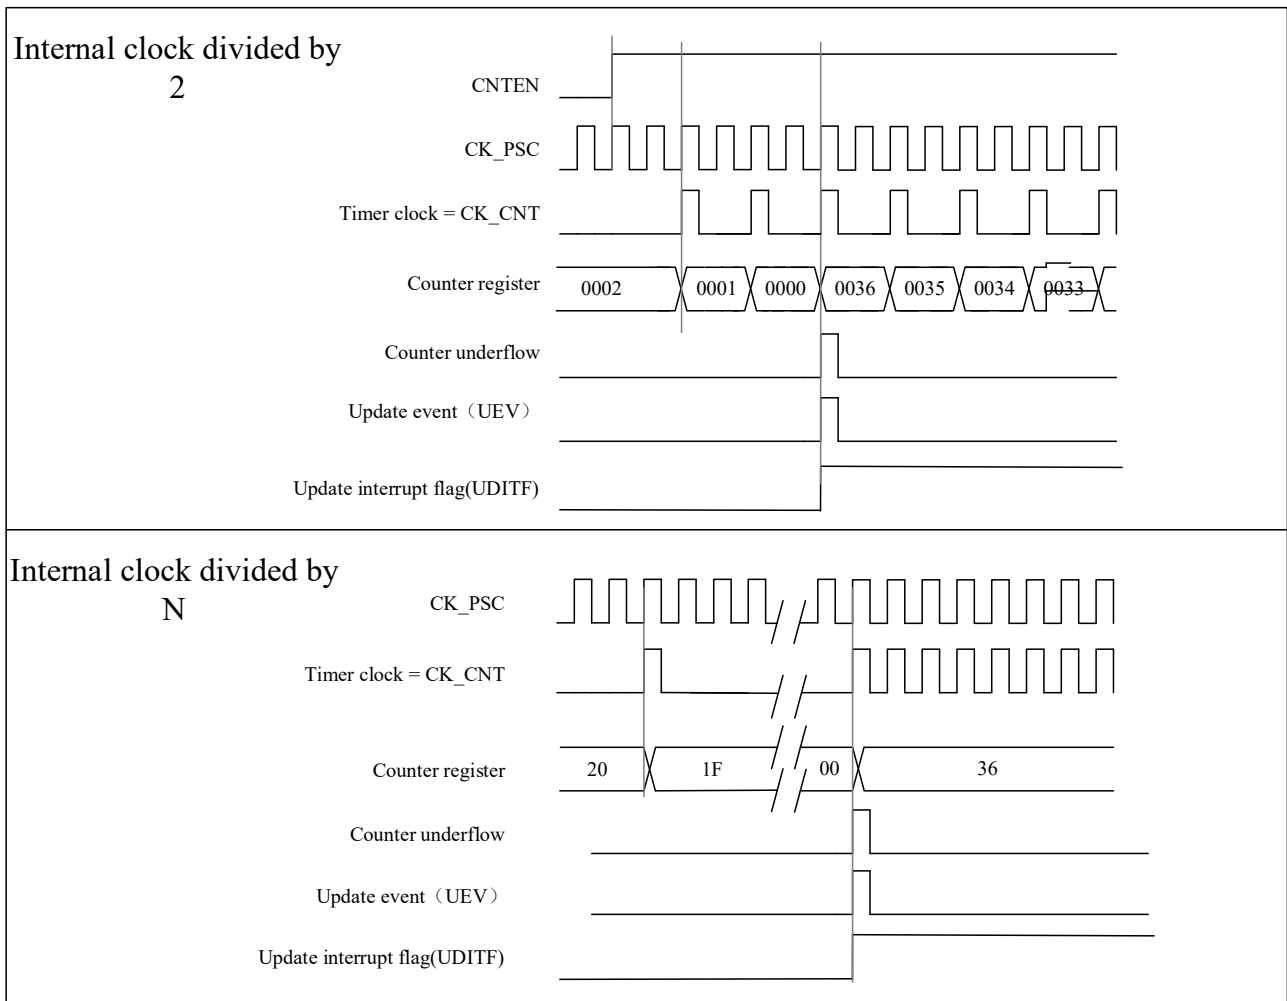 Internal clock divided by
2
CNTEN
CK_PSC
Timer clock = CK_CNT
Counter register
0002 0001 0000 0036 0035 0034 0033
Counter underflow
Update event（UEV）
Update interrupt flag(UDITF)
Internal clock divided by
N
CK_PSC
Timer clock = CK_CNT
Counter register
20 1F 00 36
Counter underflow
Update event（UEV）
Update interrupt flag(UDITF)